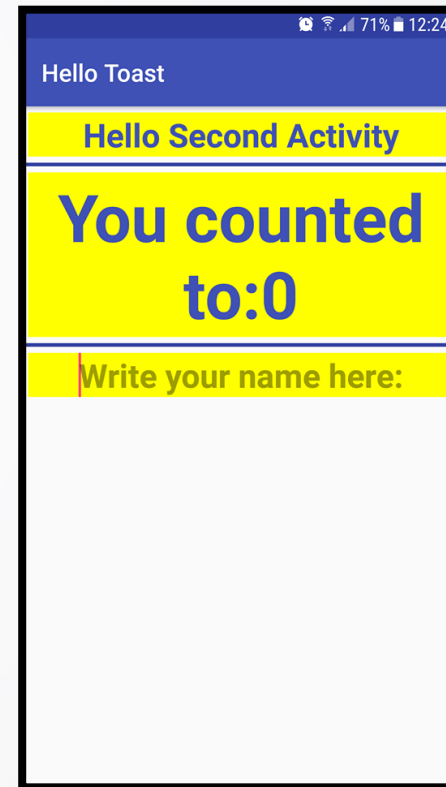 71% 12:24
Hello Toast
Hello Second Activity
You counted
to:0
Write your name here: